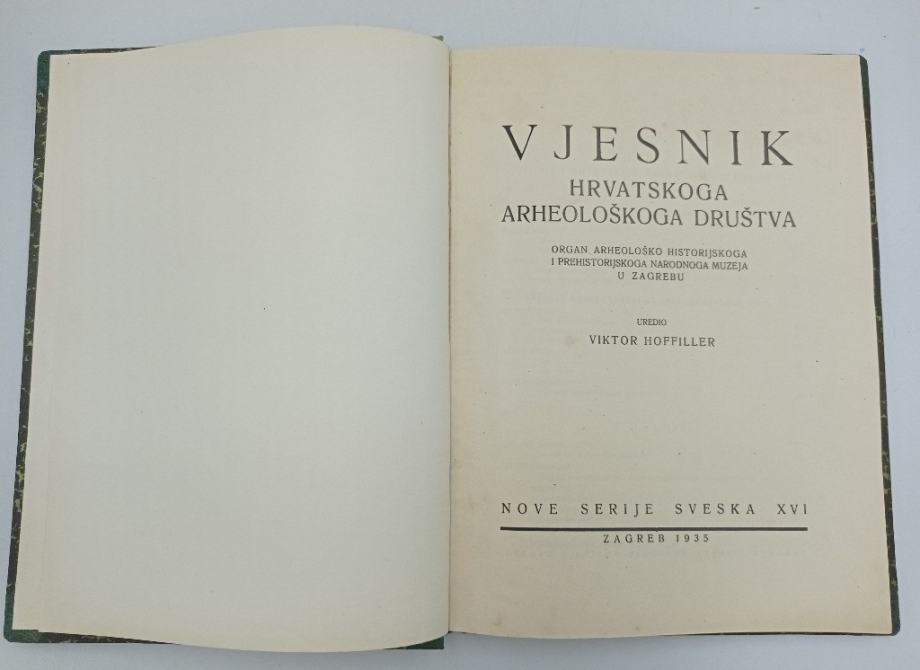 VJESNIK
HRVATSKOGA
ARHEOLOŠKOGA DRUŠTVA
ORGAN ARHEOLOŠKO HISTORIJSKOGA
I PREHISTORIJSKOGA NARODNOGA MUZEJA
U ZAGREBU
UREDIO
VIKTOR HOFFILLER
NOVE SERIJE SVESKA XVI
ZAGREB 1935